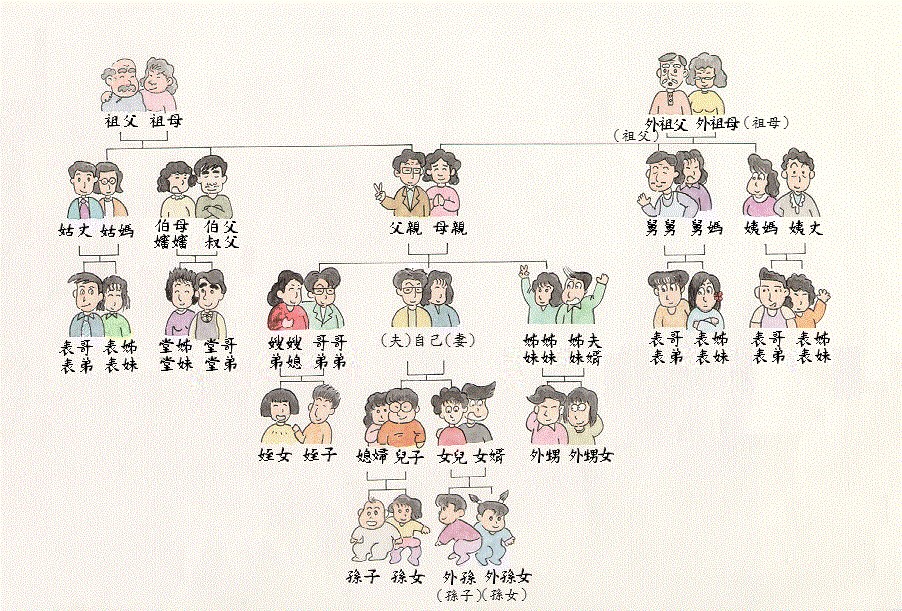 祖父 祖母
外祖父 外祖母(祖母)
(祖父)
姑丈 姑媽
伯母 伯父
嬸嬸 叔父
父親 母親
舅舅 舅媽
姨媽 姨丈
表哥 表姊
表弟 表妹
堂姊 堂哥
堂妹 堂弟
嫂嫂 哥哥
弟媳 弟弟
(夫)自己(妻)
姊姊 姊夫
妹妹 妹婿
表哥 表姊
表弟 表妹
表哥 表姊
表弟 表妹
姪女 姪子
媳婦 兒子
女兒 女婿
外甥 外甥女
孫子 孫女
外孫 外孫女
(孫子)(孫女)